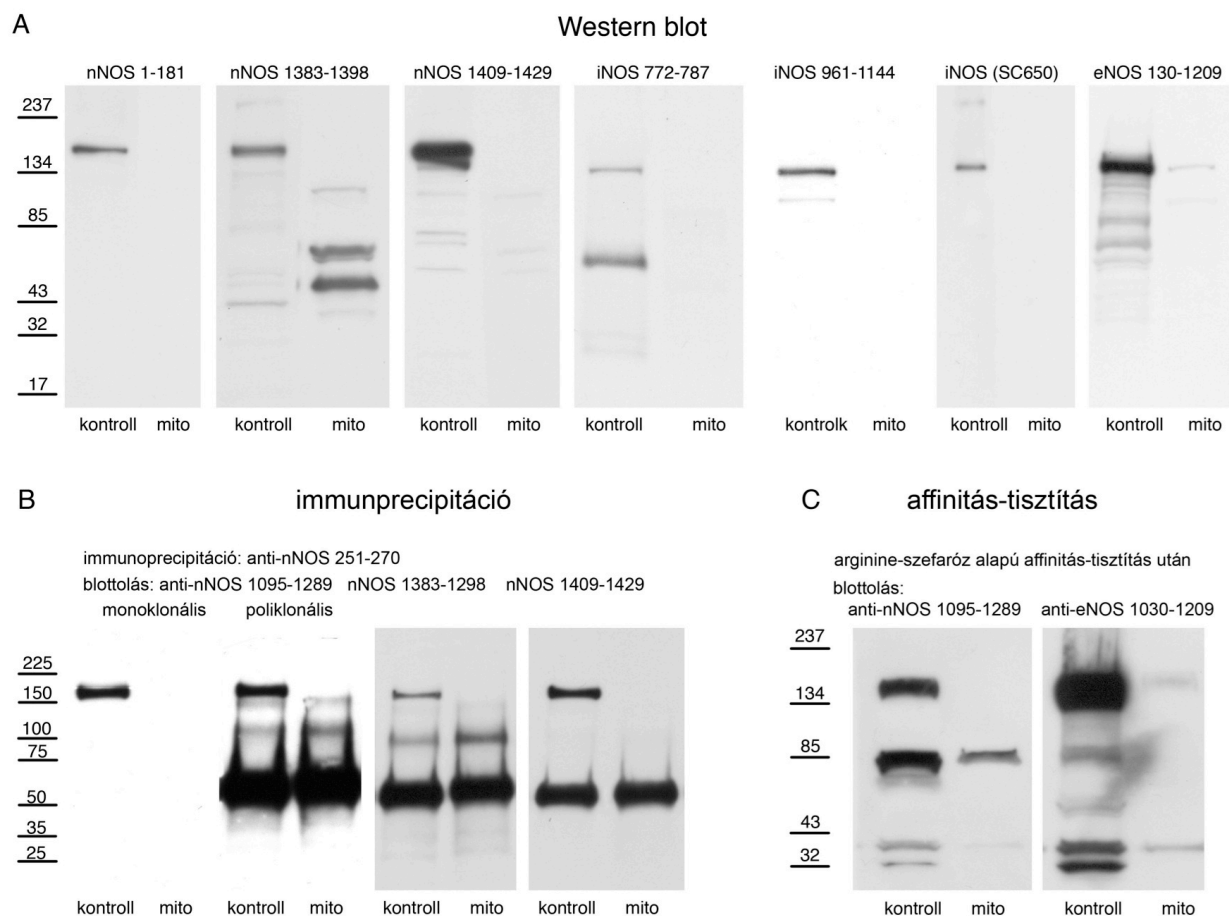 A
Western blot
nNOS 1-181 nNOS 1383-1398 nNOS 1409-1429 iNOS 772-787 iNOS 961-1144 iNOS (SC650) eNOS 130-1209
237
134
85
43
32
17
kontroll mito kontroll mito kontroll mito kontroll mito kontrolk mito kontroll mito kontroll mito
B immunprecipitáció
immunoprecipitáció: anti-nNOS 251-270
blottolás: anti-nNOS 1095-1289 nNOS 1383-1298 nNOS 1409-1429
monoklonális poliklonális
225
150
100
75
50
35
25
kontroll mito kontroll mito kontroll mito kontroll mito
C affinitás-tisztítás
arginine-szefaróz alapú affinitás-tisztítás után
blottolás:
anti-nNOS 1095-1289 anti-eNOS 1030-1209
237
134
85
43
32
kontroll mito kontroll mito